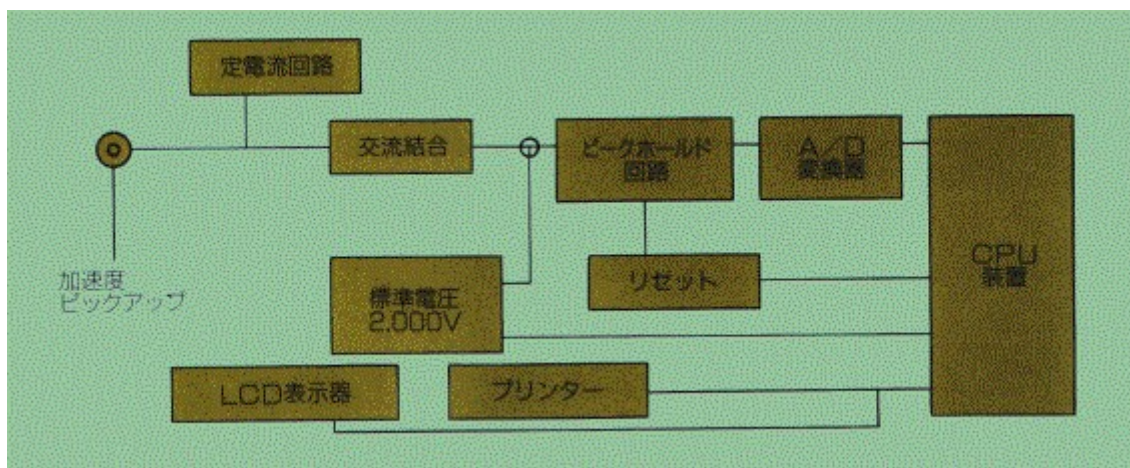 定電流回路
交流結合
ピークホールド
回路
A/D
変換器
CPU
装置
加速度
ピックアップ
標準電圧
2.000V
リセット
LCD表示器
プリンター